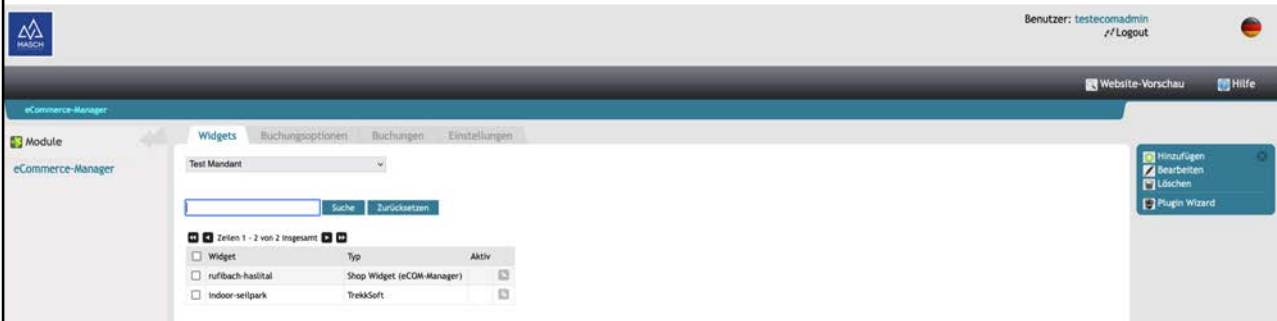 Benutzer: testecomadmin
Logout
HASCH
Website-Vorschau Hilfe
eCommerce-Manager
Module
eCommerce-Manager
Widgets Buchungsoptionen Buchungen Einstellungen
Test Mandant
Suche Zurücksetzen
Zeilen 1 - 2 von 2 insgesamt
Widget Typ Aktiv
rufibach-haslital Shop Widget (eCOM-Manager)
indoor-seilpark TrekkSoft
Hinzufügen
Bearbeiten
Löschen
Plugin Wizard